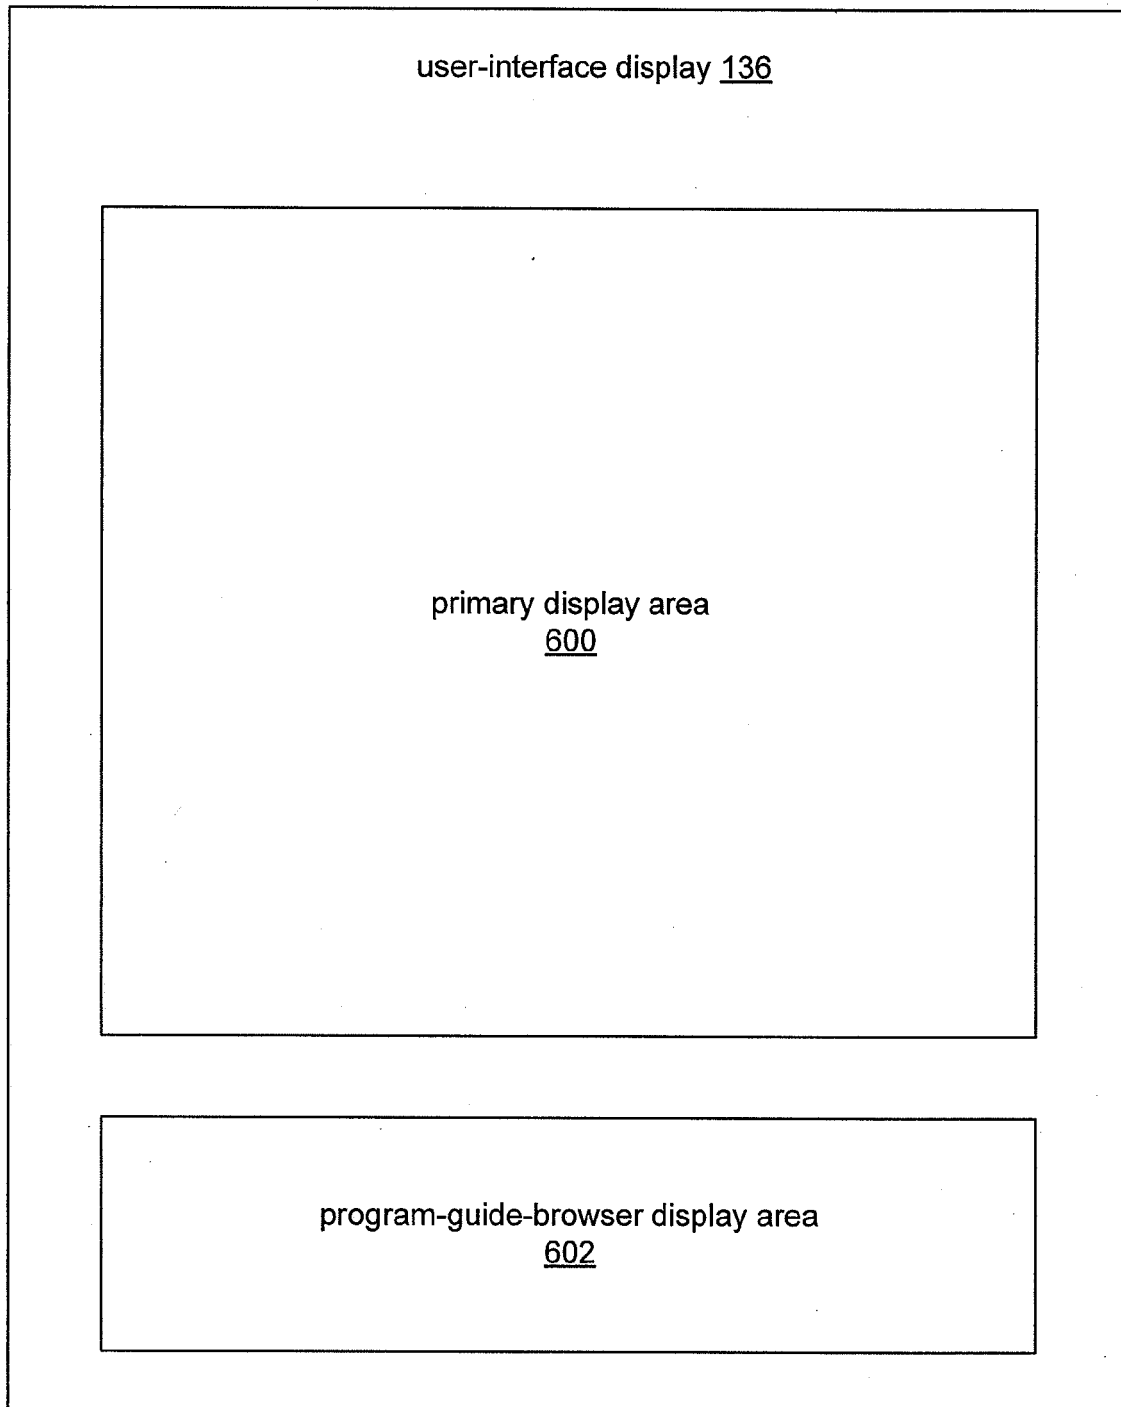 user-interface display 136
primary display area
600
program-guide-browser display area
602